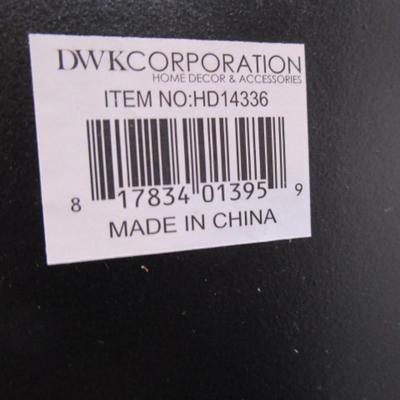 DWKCORPORATION
HOME DECOR & ACCESSORIES
ITEM NO:HD14336
8 17834 01395 9
MADE IN CHINA